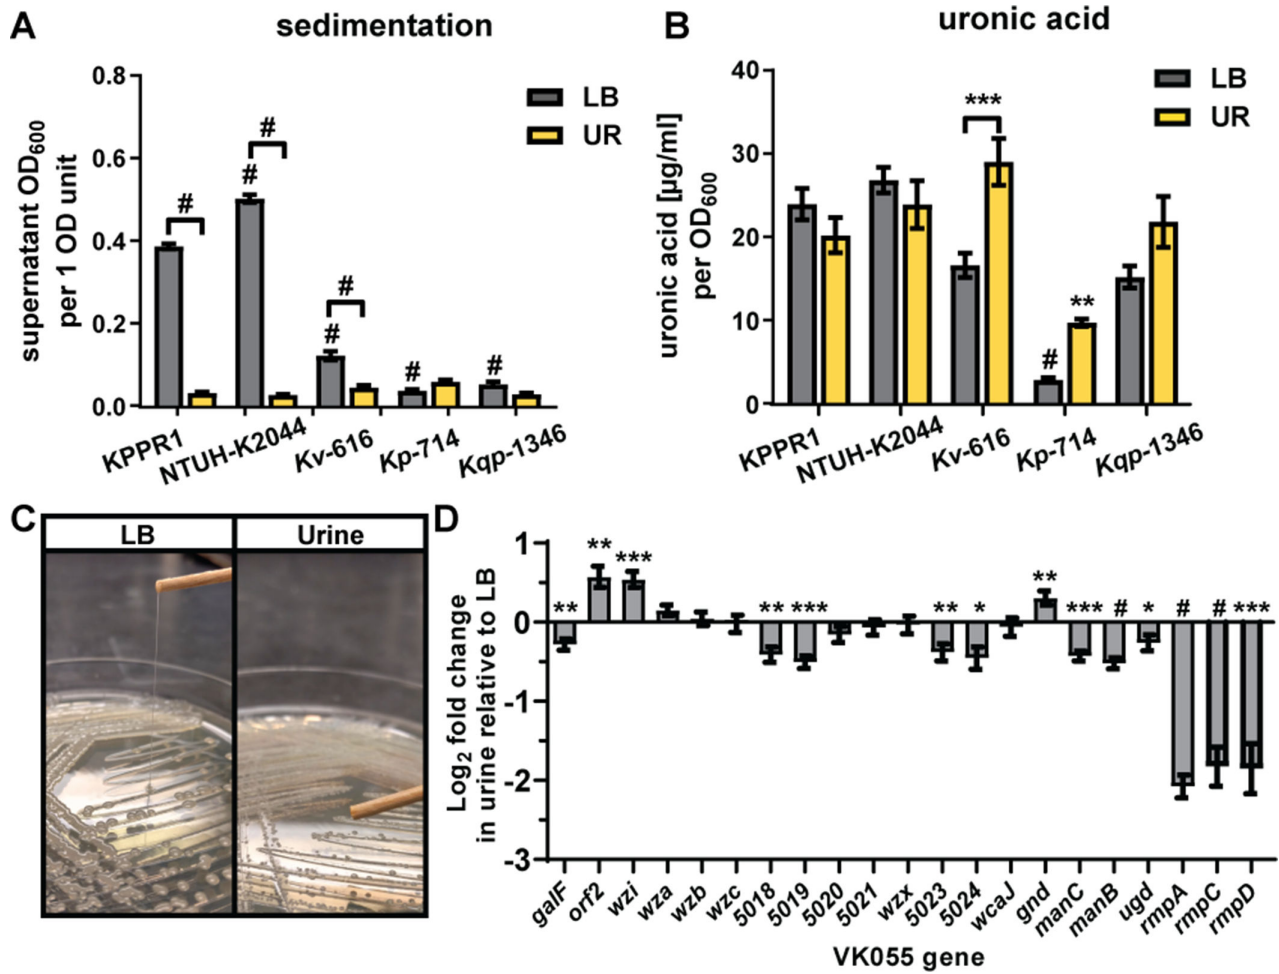 A
sedimentation
supernatant OD600
per 1 OD unit
0.8
0.6
0.4
0.2
0.0
LB
UR
#
#
#
#
#
#
#
KPPR1
NTUH-K2044
Kv-616
Kp-714
Kqp-1346
B
uronic acid
uronic acid [µg/ml]
per OD600
40
30
20
10
0
LB
UR
***
#
**
KPPR1
NTUH-K2044
Kv-616
Kp-714
Kqp-1346
C
LB
Urine
D
Log2 fold change
in urine relative to LB
1
0
-1
-2
-3
** ** *** ** *** ** * ** *** # * # # ***
galF
orf2
wzi
wza
wzb
wzc
5018
5019
5020
5021
wzx
5023
5024
wcaJ
gnd
manC
manB
ugd
rmpA
rmpC
rmpD
VK055 gene